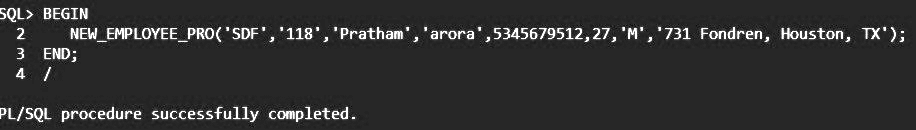 SQL> BEGIN
2 NEW_EMPLOYEE_PRO('SDF','118','Pratham','arora',5345679512,27,'M','731 Fondren, Houston, TX');
3 END;
4 /
PL/SQL procedure successfully completed.